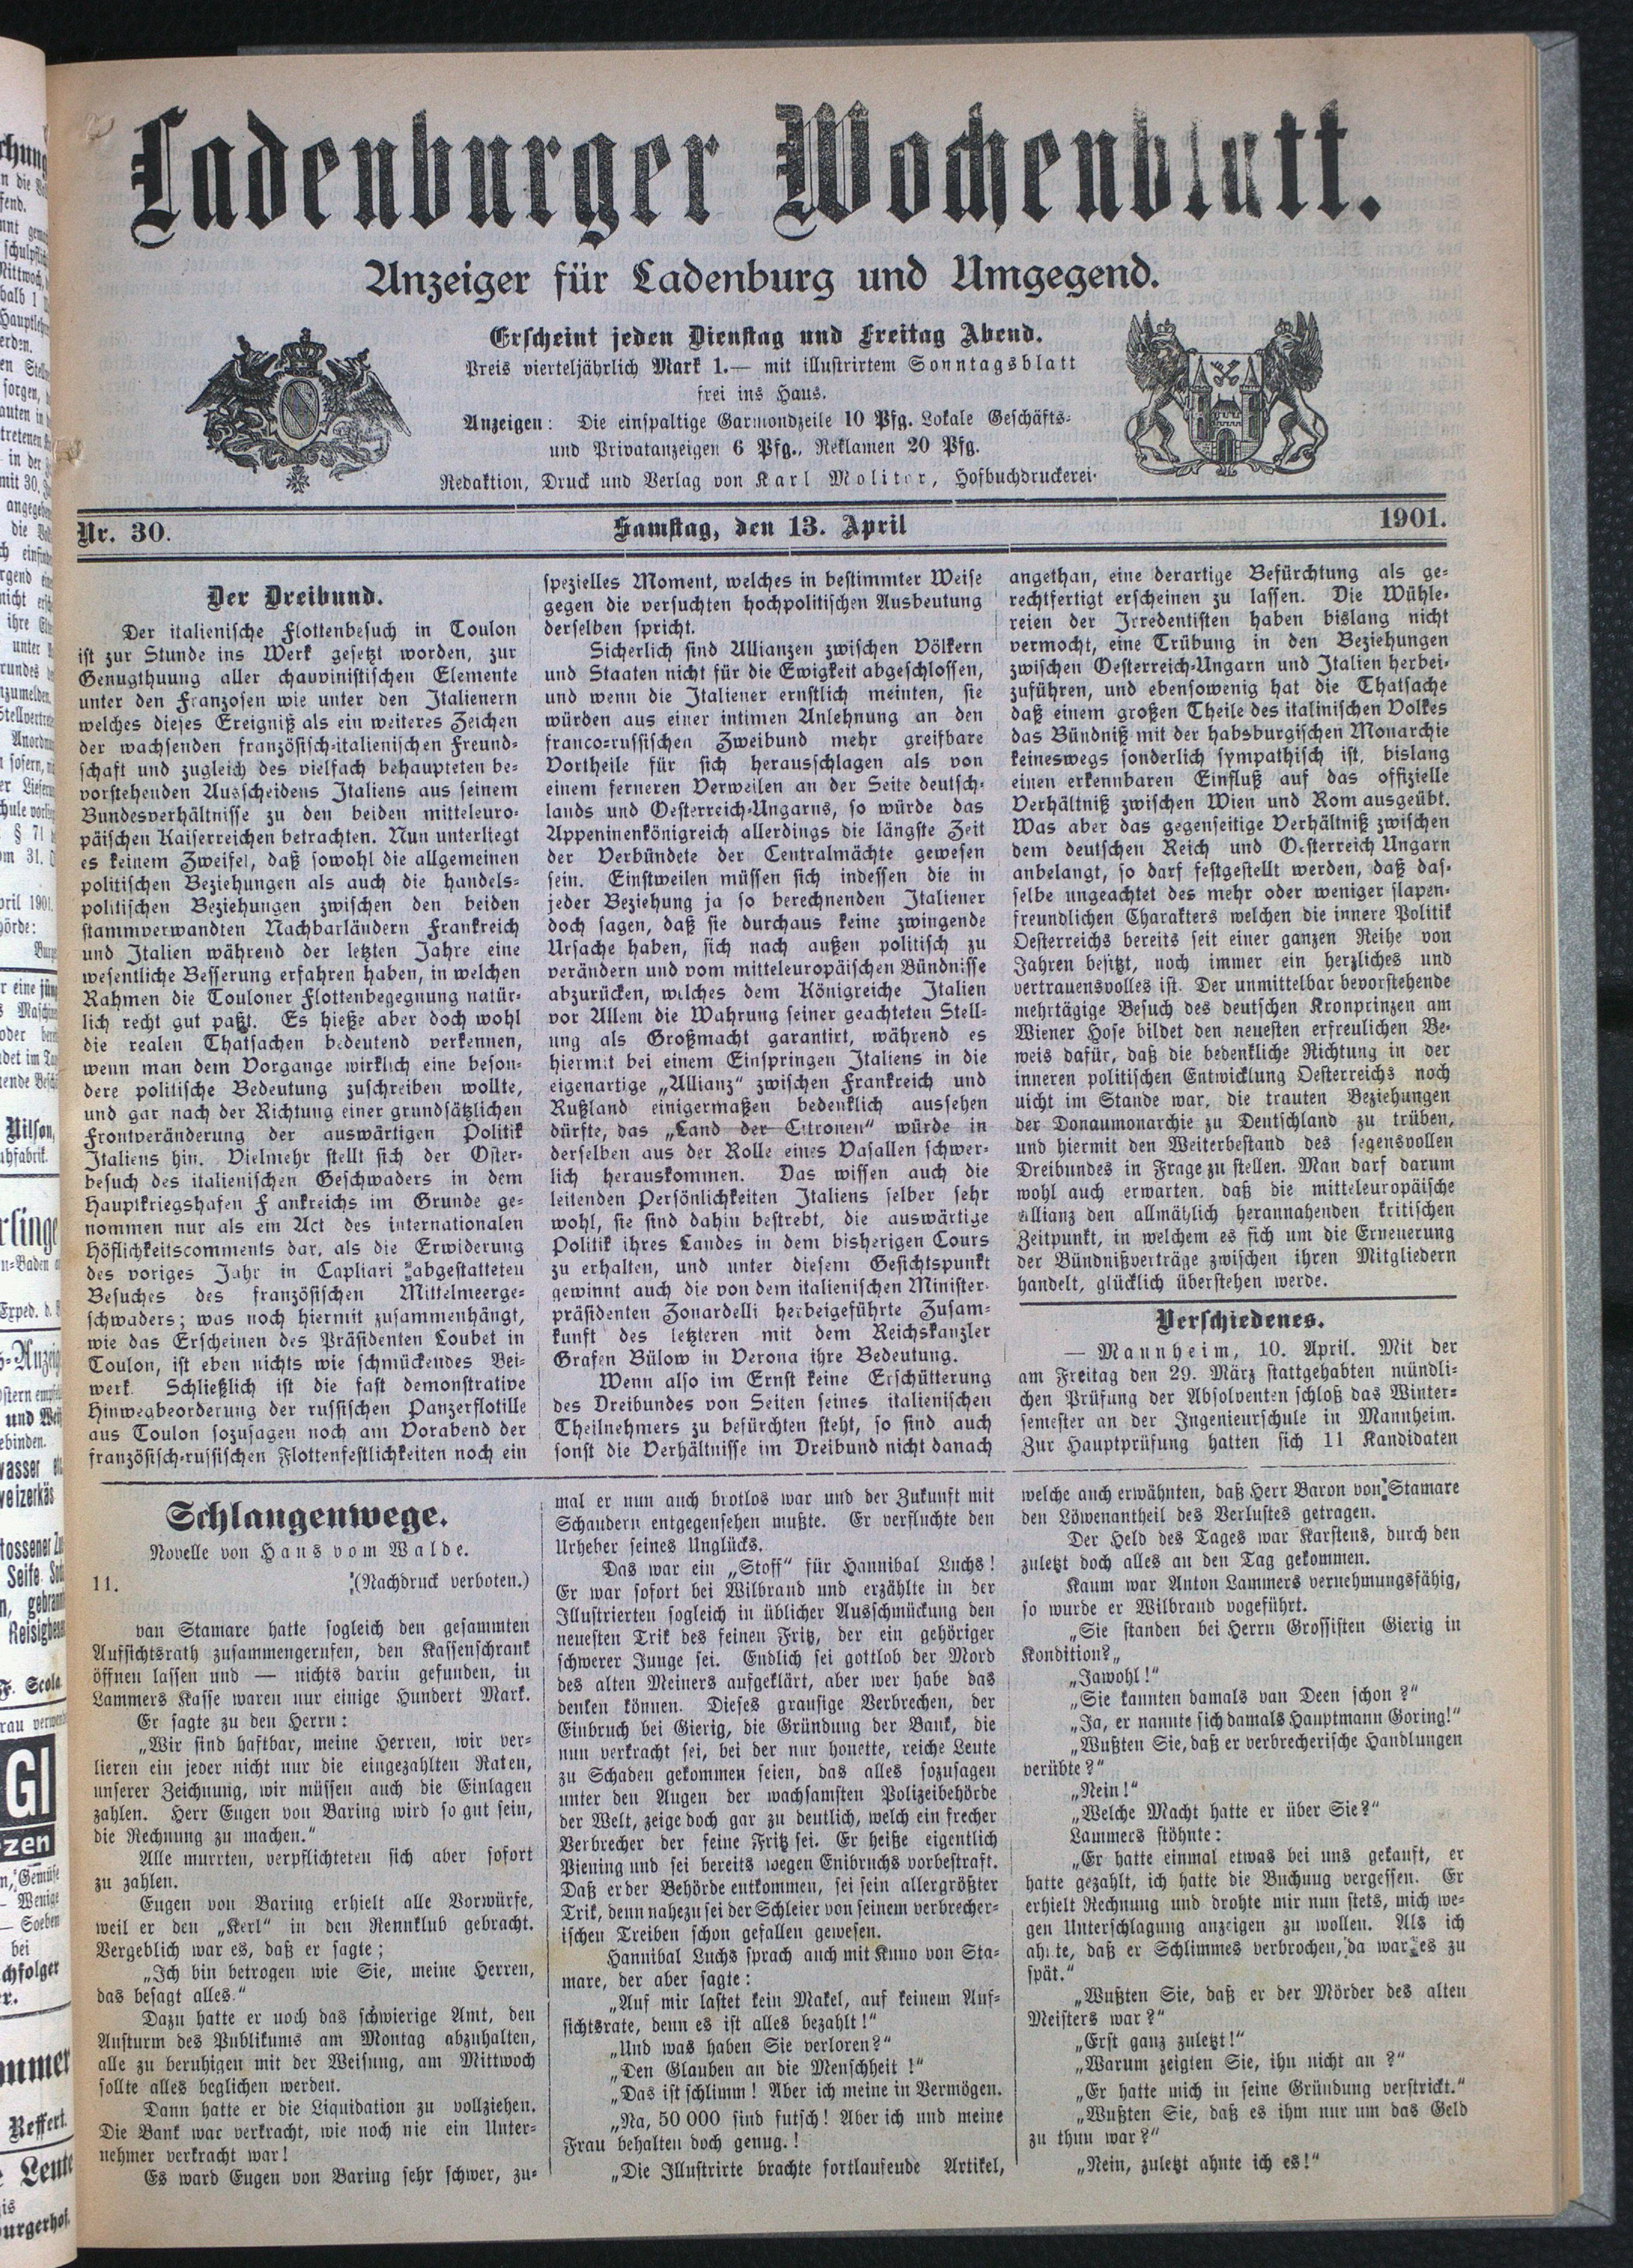 Ladenburger Wochenblatt.
Anzeiger für Ladenburg und Umgegend.
Erscheint jeden Dienstag und Freitag Abend.
Preis vierteljährlich Mark 1.— mit illustrirtem Sonntagsblatt
frei ins Haus.
Anzeigen: Die einspaltige Garmondzeile 10 Pfg. Lokale Geschäfts-
und Privatanzeigen 6 Pfg., Reklamen 20 Pfg.
Redaktion, Druck und Verlag von Karl Molitor, Hofbuchdruckerei.
Nr. 30.
Samstag, den 13. April
1901.
Der Dreibund.
Der italienische Flottenbesuch in Toulon
ist zur Stunde ins Werk gesetzt worden, zur
Genugthuung aller chauvinistischen Elemente
unter den Franzosen wie unter den Italienern
welches dieses Ereigniß als ein weiteres Zeichen
der wachsenden französisch-italienischen Freund-
schaft und zugleich des vielfach behaupteten be-
vorstehenden Ausscheidens Italiens aus seinem
Bundesverhältnisse zu den beiden mitteleuro-
päischen Kaiserreichen betrachten. Nun unterliegt
es keinem Zweifel, daß sowohl die allgemeinen
politischen Beziehungen als auch die handels-
politischen Beziehungen zwischen den beiden
stammverwandten Nachbarländern Frankreich
und Italien während der letzten Jahre eine
wesentliche Besserung erfahren haben, in welchen
Rahmen die Touloner Flottenbegegnung natür-
lich recht gut paßt. Es hieße aber doch wohl
die realen Thatsachen bedeutend verkennen,
wenn man dem Vorgange wirklich eine beson-
dere politische Bedeutung zuschreiben wollte,
und gar nach der Richtung einer grundsätzlichen
Frontveränderung der auswärtigen Politik
Italiens hin. Vielmehr stellt sich der Oster-
besuch des italienischen Geschwaders in dem
Hauptkriegshafen F ankreichs im Grunde ge-
nommen nur als ein Act des internationalen
Höflichkeitscomments dar, als die Erwiderung
des voriges Jahr in Capliari abgestatteten
Besuches des französischen Mittelmeerge-
schwaders; was noch hiermit zusammenhängt,
wie das Erscheinen des Präsidenten Loubet in
Toulon, ist eben nichts wie schmückendes Bei-
werk. Schließlich ist die fast demonstrative
Hinwegbeorderung der russischen Panzerflotille
aus Toulon sozusagen noch am Vorabend der
französisch-russischen Flottenfestlichkeiten noch ein
spezielles Moment, welches in bestimmter Weise
gegen die versuchten hochpolitischen Ausbeutung
derselben spricht.
Sicherlich sind Allianzen zwischen Völkern
und Staaten nicht für die Ewigkeit abgeschlossen,
und wenn die Italiener ernstlich meinten, sie
würden aus einer intimen Anlehnung an den
franco-russischen Zweibund mehr greifbare
Vortheile für sich herausschlagen als von
einem ferneren Verweilen an der Seite deutsch-
lands und Oesterreich-Ungarns, so würde das
Appeninenkönigreich allerdings die längste Zeit
der Verbündete der Centralmächte gewesen
sein. Einstweilen müssen sich indessen die in
jeder Beziehung ja so berechnenden Italiener
doch sagen, daß sie durchaus keine zwingende
Ursache haben, sich nach außen politisch zu
verändern und vom mitteleuropäischen Bündnisse
abzurücken, welches dem Königreiche Italien
vor Allem die Wahrung seiner geachteten Stell-
ung als Großmacht garantirt, während es
hiermit bei einem Einspringen Italiens in die
eigenartige „Allianz" zwischen Frankreich und
Rußland einigermaßen bedenklich aussehen
dürfte, das „Land der Citronen" würde in
derselben aus der Rolle eines Vasallen schwer-
lich herauskommen. Das wissen auch die
leitenden Persönlichkeiten Italiens selber sehr
wohl, sie sind dahin bestrebt, die auswärtige
Politik ihres Landes in dem bisherigen Cours
zu erhalten, und unter diesem Gesichtspunkt
gewinnt auch die von dem italienischen Minister-
präsidenten Zonardelli herbeigeführte Zusam-
kunft des letzteren mit dem Reichskanzler
Grafen Bülow in Verona ihre Bedeutung.
Wenn also im Ernst keine Erschütterung
des Dreibundes von Seiten seines italienischen
Theilnehmers zu befürchten steht, so sind auch
sonst die Verhältnisse im Dreibund nicht danach
angethan, eine derartige Befürchtung als ge-
rechtfertigt erscheinen zu lassen. Die Wühle-
reien der Irredentisten haben bislang nicht
vermocht, eine Trübung in den Beziehungen
zwischen Oesterreich-Ungarn und Italien herbei-
zuführen, und ebensowenig hat die Thatsache
daß einem großen Theile des italinischen Volkes
das Bündniß mit der habsburgischen Monarchie
keineswegs sonderlich sympathisch ist, bislang
einen erkennbaren Einfluß auf das offizielle
Verhältniß zwischen Wien und Rom ausgeübt.
Was aber das gegenseitige Verhältniß zwischen
dem deutschen Reich und Oesterreich Ungarn
anbelangt, so darf festgestellt werden, daß das-
selbe ungeachtet des mehr oder weniger slapen-
freundlichen Charakters welchen die innere Politik
Oesterreichs bereits seit einer ganzen Reihe von
Jahren besitzt, noch immer ein herzliches und
vertrauensvolles ist. Der unmittelbar bevorstehende
mehrtägige Besuch des deutschen Kronprinzen am
Wiener Hofe bildet den neuesten erfreulichen Be-
weis dafür, daß die bedenkliche Richtung in der
inneren politischen Entwicklung Oesterreichs noch
uicht im Stande war, die trauten Beziehungen
der Donaumonarchie zu Deutschland zu trüben,
und hiermit den Weiterbestand des segensvollen
Dreibundes in Frage zu stellen. Man darf darum
wohl auch erwarten, daß die mitteleuropäische
Allianz den allmählich herannahenden kritischen
Zeitpunkt, in welchem es sich um die Erneuerung
der Bündnißverträge zwischen ihren Mitgliedern
handelt, glücklich überstehen werde.
Verschiedenes.
— Mannheim, 10. April. Mit der
am Freitag den 29. März stattgehabten mündli-
chen Prüfung der Absolventen schloß das Winter-
semester an der Ingenieurschule in Mannheim.
Zur Hauptprüfung hatten sich 11 Kandidaten
Schlangenwege.
Novelle von Hans vom Walde.
11.
(Nachdruck verboten.)
van Stamare hatte sogleich den gesammten
Aufsichtsrath zusammengerufen, den Kassenschrank
öffnen lassen und — nichts darin gefunden, in
Lammers Kasse waren nur einige Hundert Mark.
Er sagte zu den Herrn:
„Wir sind haftbar, meine Herren, wir ver-
lieren ein jeder nicht nur die eingezahlten Raten,
unserer Zeichnung, wir müssen auch die Einlagen
zahlen. Herr Eugen von Baring wird so gut sein,
die Rechnung zu machen."
Alle murrten, verpflichteten sich aber sofort
zu zahlen.
Eugen von Baring erhielt alle Vorwürfe,
weil er den „Kerl" in den Rennklub gebracht.
Vergeblich war es, daß er sagte;
„Ich bin betrogen wie Sie, meine Herren,
das besagt alles."
Dazu hatte er noch das schwierige Amt, den
Ansturm des Publikums am Montag abzuhalten,
alle zu beruhigen mit der Weisung, am Mittwoch
sollte alles beglichen werden.
Dann hatte er die Liquidation zu vollziehen.
Die Bank war verkracht, wie noch nie ein Unter-
nehmer verkracht war!
Es ward Eugen von Baring sehr schwer, zu-
mal er nun auch brotlos war und der Zukunft mit
Schaudern entgegensehen mußte. Er verfluchte den
Urheber seines Unglücks.
Das war ein „Stoff" für Hannibal Luchs!
Er war sofort bei Wilbrand und erzählte in der
Illustrierten sogleich in üblicher Ausschmückung den
neuesten Trik des feinen Fritz, der ein gehöriger
schwerer Junge sei. Endlich sei gottlob der Mord
des alten Meiners aufgeklärt, aber wer habe das
denken können. Dieses grausige Verbrechen, der
Einbruch bei Gierig, die Gründung der Bank, die
nun verkracht sei, bei der nur honette, reiche Leute
zu Schaden gekommen seien, das alles sozusagen
unter den Augen der wachsamsten Polizeibehörde
der Welt, zeige doch gar zu deutlich, welch ein frecher
Verbrecher der feine Fritz sei. Er heiße eigentlich
Piening und sei bereits wegen Enibruchs vorbestraft.
Daß er der Behörde entkommen, sei sein allergrößter
Trik, denn nahezu sei der Schleier von seinem verbrecher-
ischen Treiben schon gefallen gewesen.
Hannibal Luchs sprach auch mit Kuno von Sta-
mare, der aber sagte:
„Auf mir lastet kein Makel, auf keinem Auf-
sichtsrate, denn es ist alles bezahlt!"
„Und was haben Sie verloren?"
„Den Glauben an die Menschheit!"
„Das ist schlimm! Aber ich meine in Vermögen.
„Na, 50 000 sind futsch! Aber ich und meine
Frau behalten doch genug.!
„Die Illustrirte brachte fortlaufende Artikel,
welche auch erwähnten, daß Herr Baron von Stamare
den Löwenantheil des Verlustes getragen.
Der Held des Tages war Karstens, durch den
zuletzt doch alles an den Tag gekommen.
Kaum war Anton Lammers vernehmungsfähig,
so wurde er Wilbrand vogeführt.
„Sie standen bei Herrn Grossisten Gierig in
Kondition?„
„Jawohl!"
„Sie kannten damals van Deen schon?"
„Ja, er nannte sich damals Hauptmann Goring!"
„Wußten Sie, daß er verbrecherische Handlungen
verübte?"
„Nein!"
„Welche Macht hatte er über Sie?"
Lammers stöhnte:
„Er hatte einmal etwas bei uns gekauft, er
hatte gezahlt, ich hatte die Buchung vergessen. Er
erhielt Rechnung und drohte mir nun stets, mich we-
gen Unterschlagung anzeigen zu wollen. Als ich
ahnte, daß er Schlimmes verbrochen, da war es zu
spät."
„Wußten Sie, daß er der Mörder des alten
Meisters war?"
„Erst ganz zuletzt!"
„Warum zeigten Sie, ihn nicht an?"
„Er hatte mich in seine Gründung verstrickt."
„Wußten Sie, daß es ihm nur um das Geld
zu thun war?"
„Nein, zuletzt ahnte ich es!"